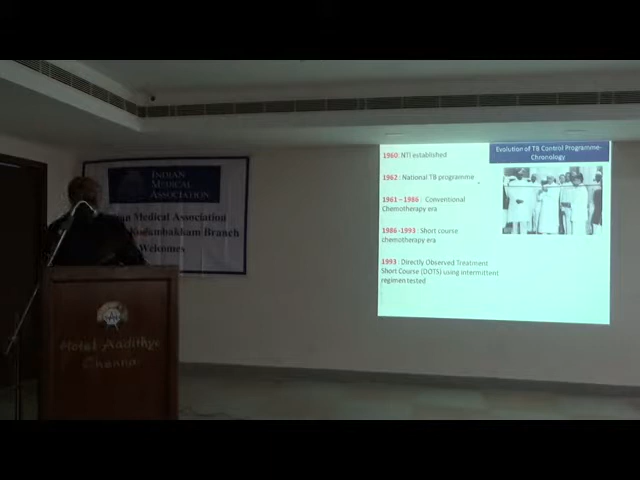 INDIAN
MEDICAL
ASSOCIATION
Medical Association
Kodambakkam Branch
Welcomes
Hotel Aadithya
Chennai
Evolution of TB Control Programme-
Chronology
1960: NTI established
1962: National TB programme
1961 – 1986 : Conventional
Chemotherapy era
1986-1993 : Short course
chemotherapy era
1993 : Directly Observed Treatment
Short Course (DOTS) using intermittent
regimen tested